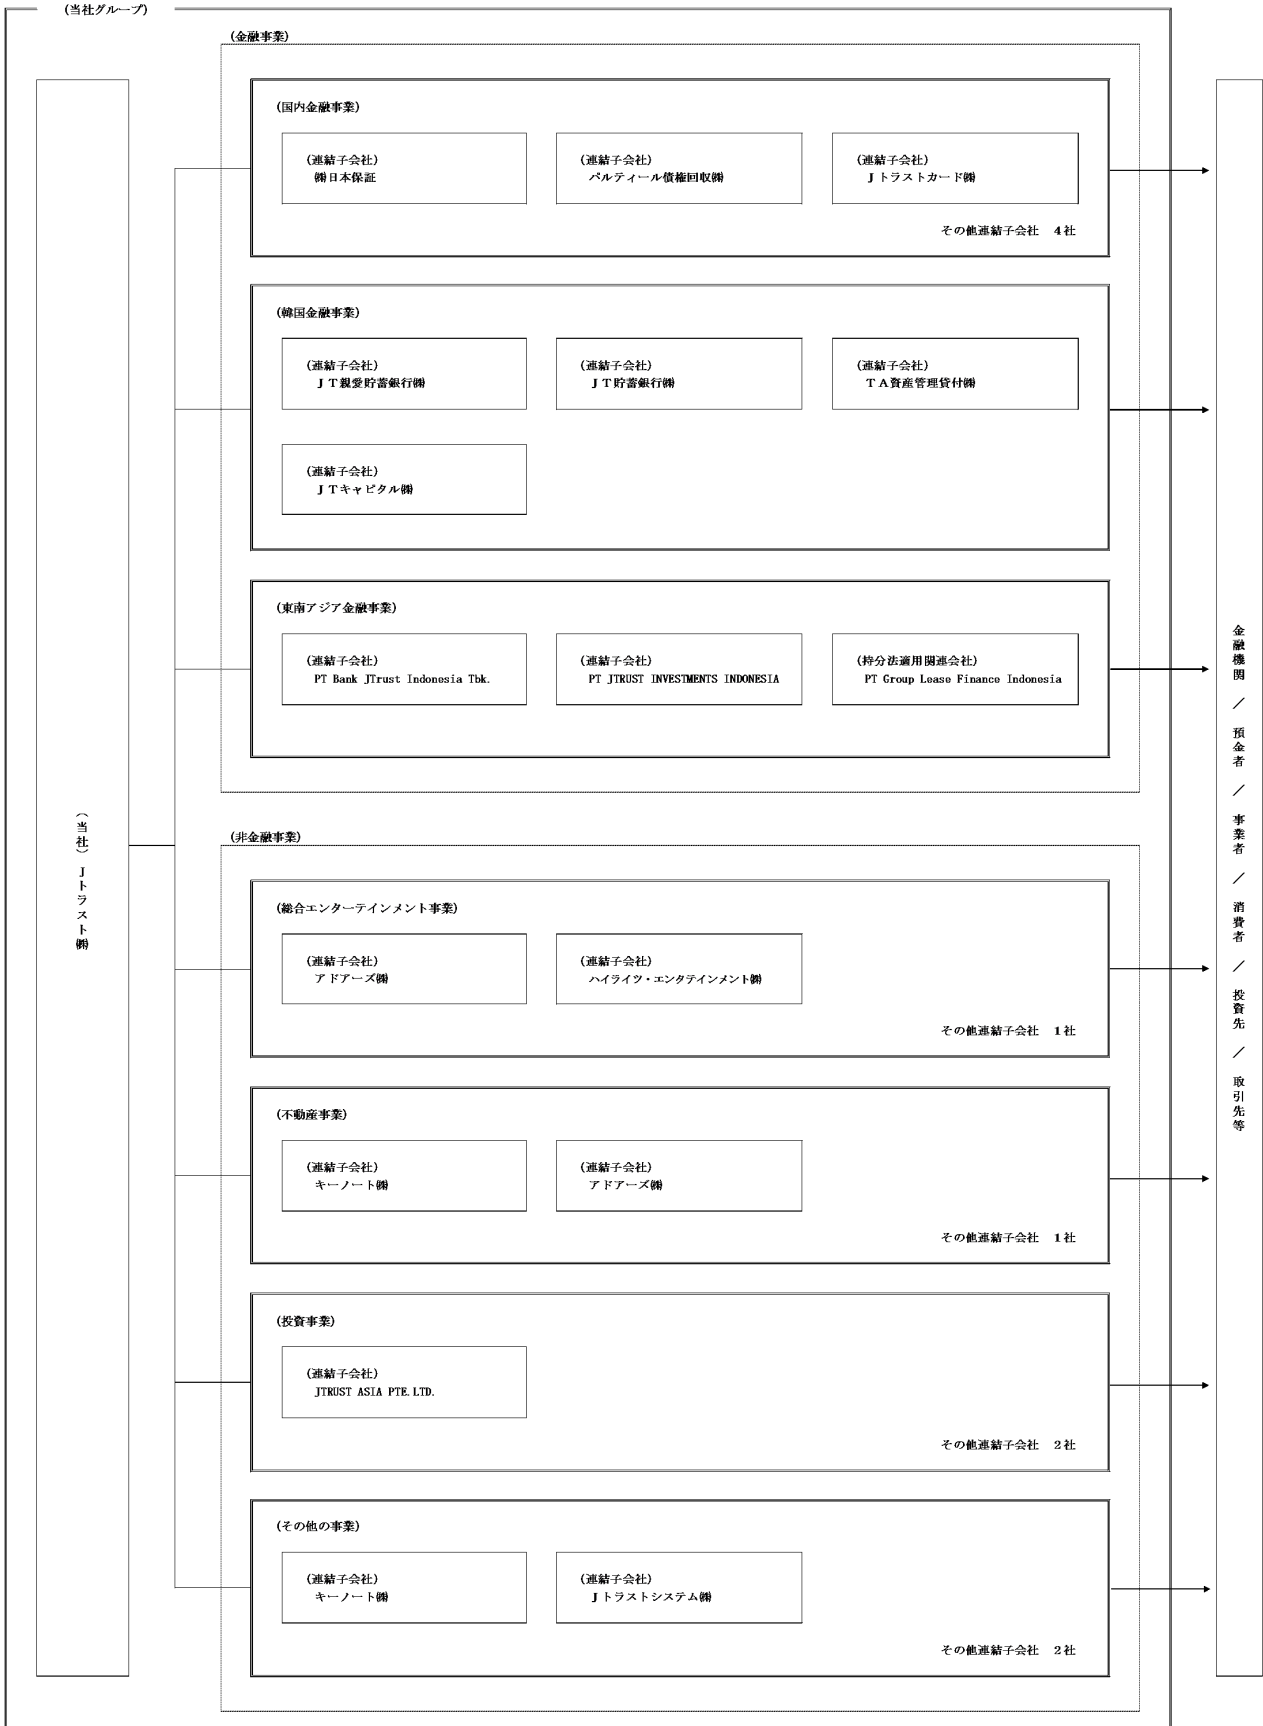 (当社グループ)
(金融事業)
(国内金融事業)
(連結子会社)
㈱日本保証
(連結子会社)
パルティール債権回収㈱
(連結子会社)
Ｊトラストカード㈱
その他連結子会社　４社
(韓国金融事業)
(連結子会社)
ＪＴ親愛貯蓄銀行㈱
(連結子会社)
ＪＴ貯蓄銀行㈱
(連結子会社)
ＴＡ資産管理貸付㈱
(連結子会社)
ＪＴキャピタル㈱
(東南アジア金融事業)
(連結子会社)
PT Bank JTrust Indonesia Tbk.
(連結子会社)
PT JTRUST INVESTMENTS INDONESIA
(持分法適用関連会社)
PT Group Lease Finance Indonesia
(当社)Ｊトラスト㈱
(非金融事業)
(総合エンターテインメント事業)
(連結子会社)
アドアーズ㈱
(連結子会社)
ハイライツ・エンタテインメント㈱
その他連結子会社　１社
(不動産事業)
(連結子会社)
キーノート㈱
(連結子会社)
アドアーズ㈱
その他連結子会社　１社
(投資事業)
(連結子会社)
JTRUST ASIA PTE.LTD.
その他連結子会社　２社
(その他の事業)
(連結子会社)
キーノート㈱
(連結子会社)
Ｊトラストシステム㈱
その他連結子会社　２社
金融機関　／　預金者　／　事業者　／　消費者　／　投資先　／　取引先等